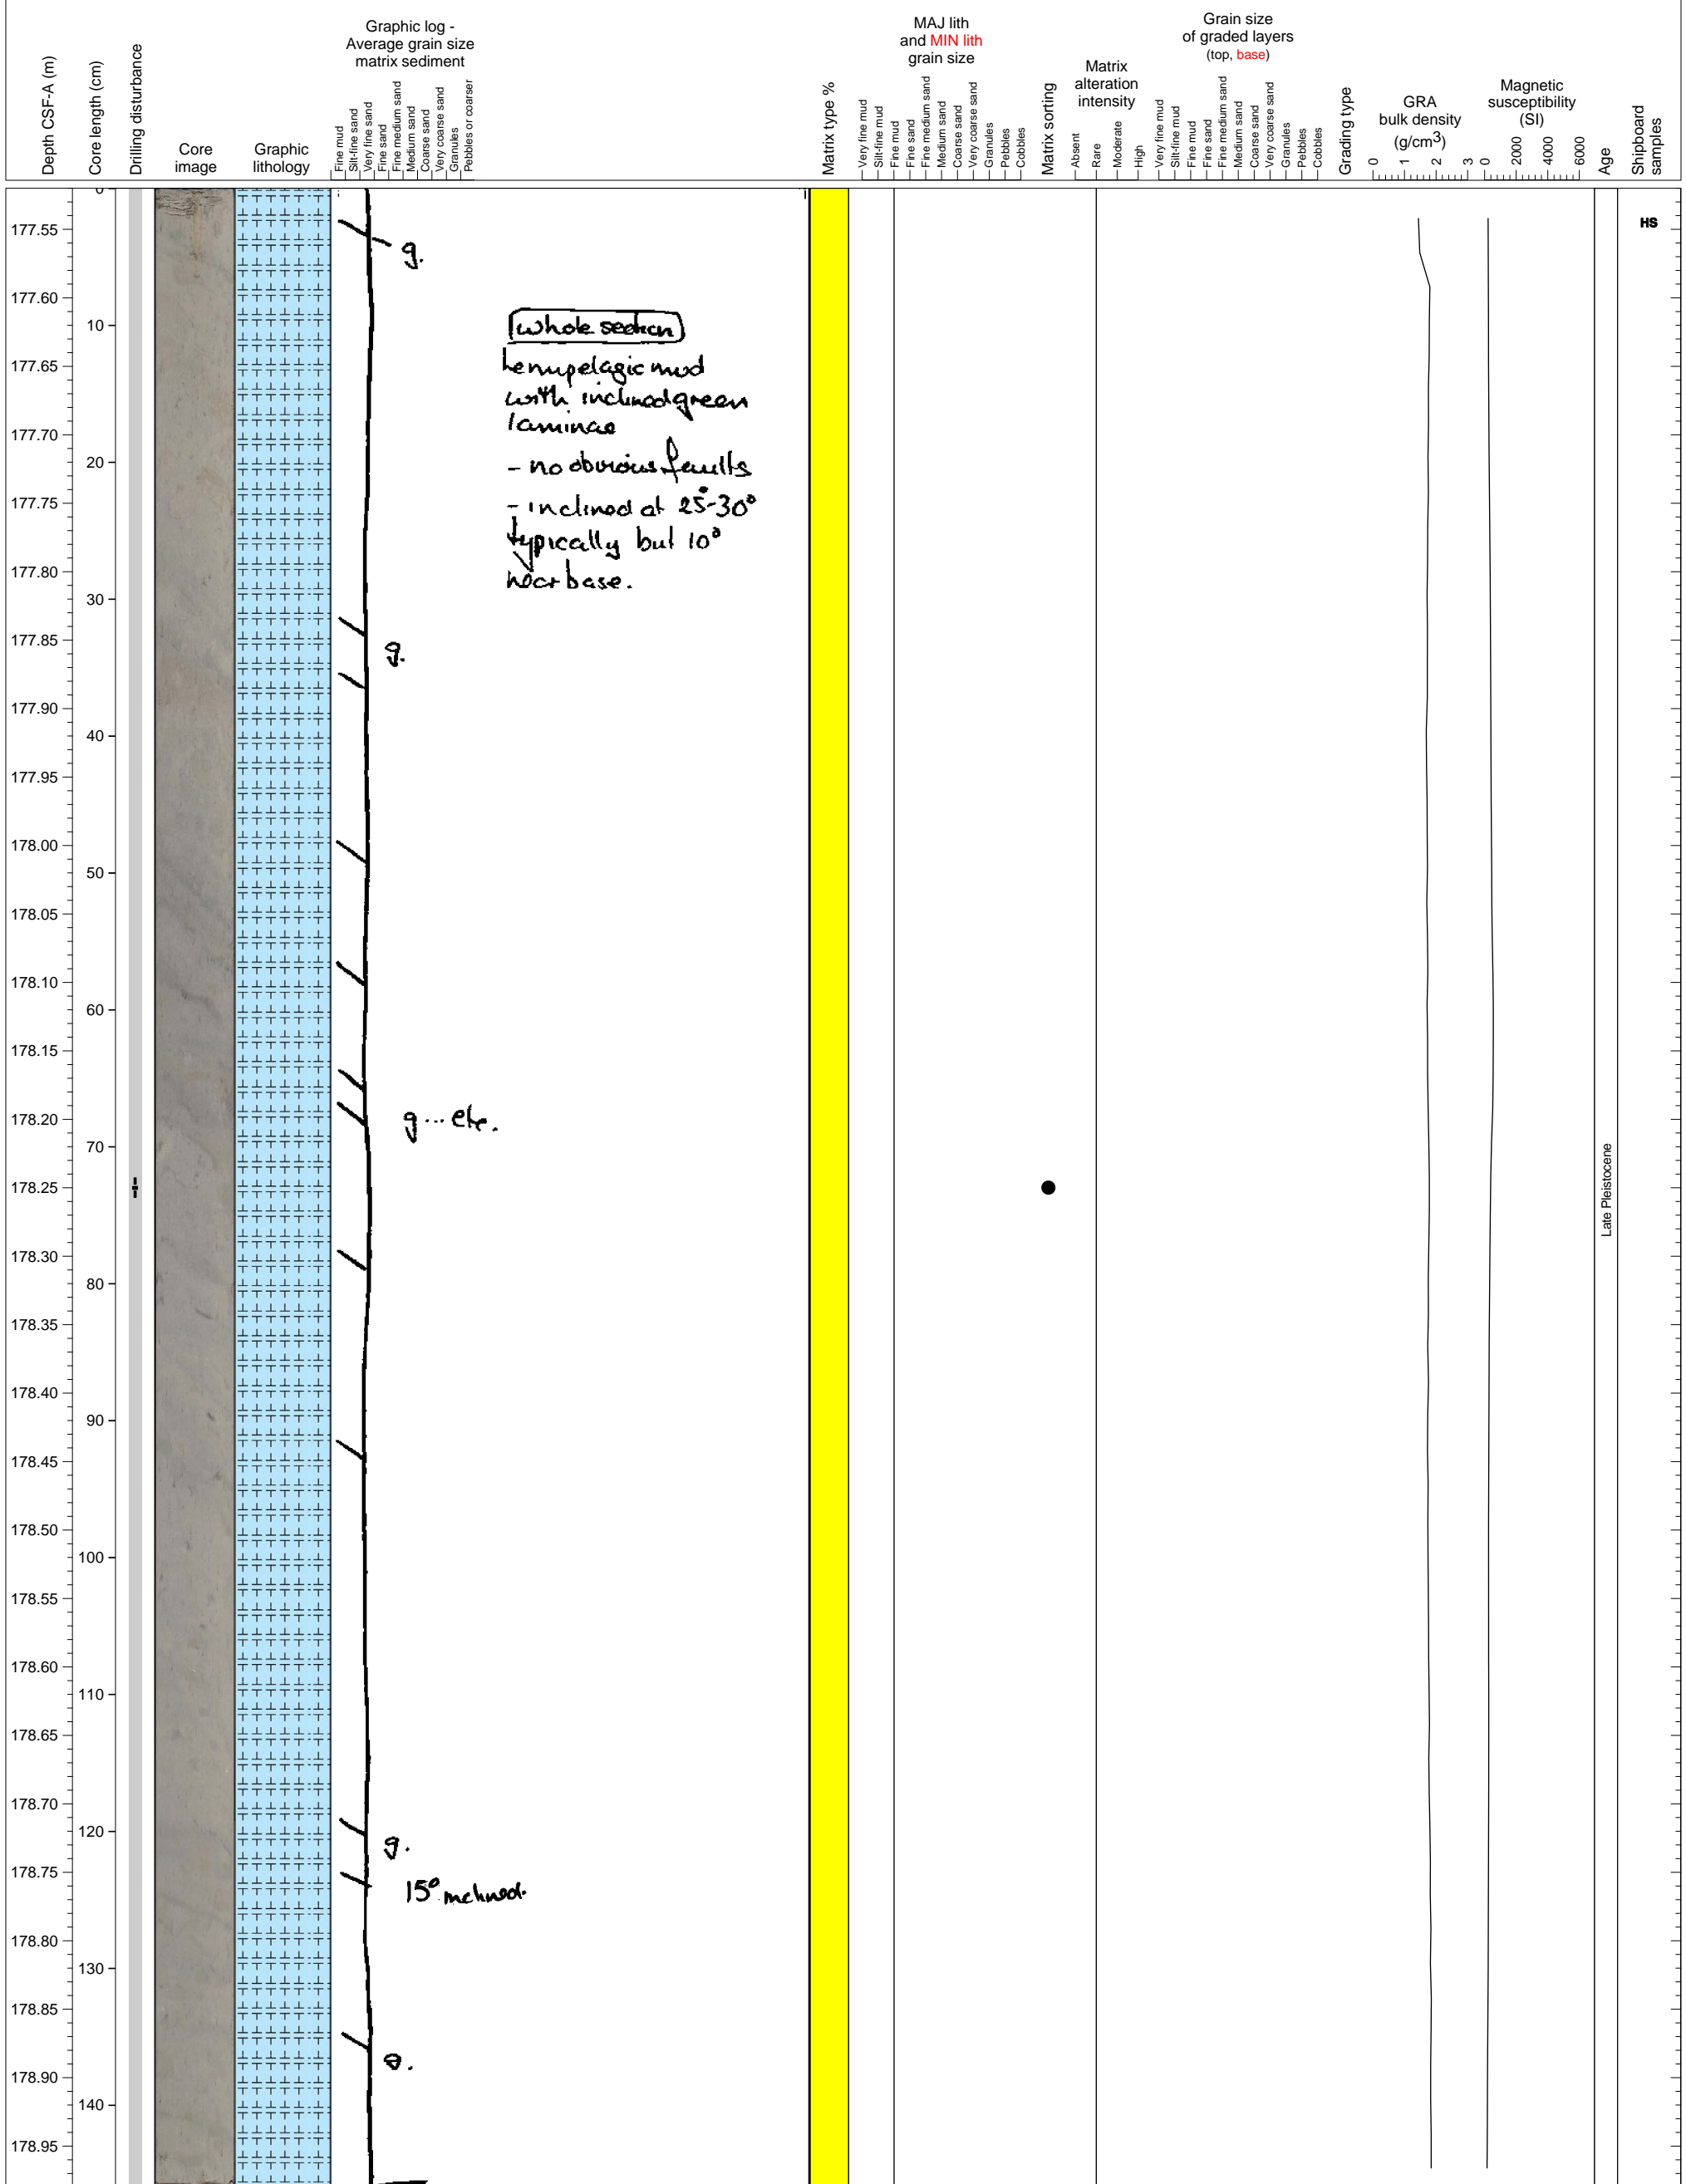 Graphic log -
Average grain size
matrix sediment
MAJ lith
and MIN lith
grain size
Grain size
of graded layers
(top, base)
Matrix
alteration
intensity
GRA
bulk density
(g/cm3)
Magnetic
susceptibility
(SI)
Depth CSF-A (m)
Core length (cm)
Drilling disturbance
Core
image
Graphic
lithology
Fine mud
Silt-fine sand
Very fine sand
Fine sand
Fine medium sand
Medium sand
Coarse sand
Very coarse sand
Granules
Pebbles or coarser
Matrix type %
Very fine mud
Silt-fine mud
Fine mud
Fine sand
Fine medium sand
Medium sand
Coarse sand
Very coarse sand
Granules
Pebbles
Cobbles
Matrix sorting
Absent
Rare
Moderate
High
Very fine mud
Silt-fine mud
Fine mud
Fine sand
Fine medium sand
Medium sand
Coarse sand
Very coarse sand
Granules
Pebbles
Cobbles
Grading type
0 1 2 3
0 2000 4000 6000
Age
Shipboard
samples
0
177.55
g.
HS
177.60
10
whole section
177.65
hemipelagic mud
with inclined green
laminae
177.70
20
- no obvious faults
177.75
- inclined at 25-30°
typically but 10°
177.80
near base.
30
177.85
g.
177.90
40
177.95
178.00
50
178.05
178.10
60
178.15
178.20
g... etc.
70
178.25
Late Pleistocene
178.30
80
178.35
178.40
90
178.45
178.50
100
178.55
178.60
110
178.65
178.70
120
g.
178.75
15° inclined.
178.80
130
178.85
178.90
140
178.95